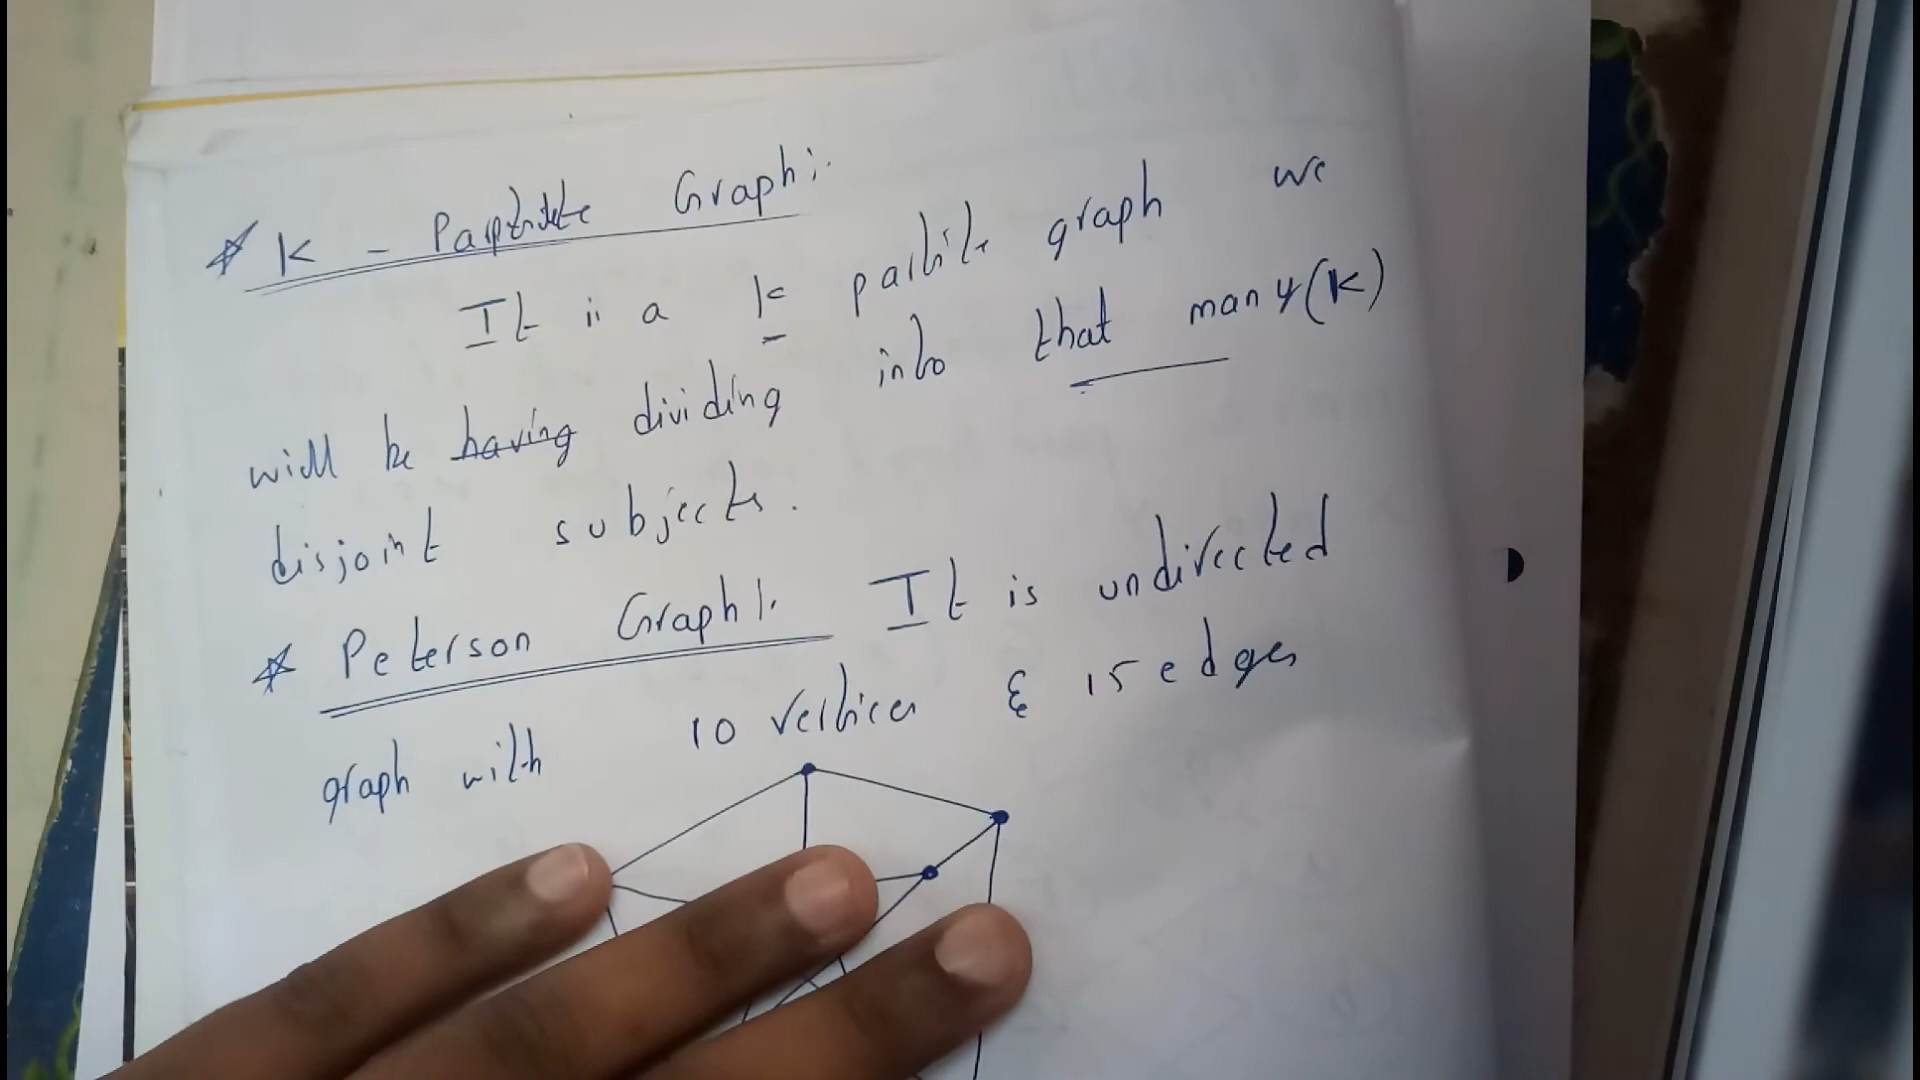 * K - Partite Graph:
It is a k partite graph we
will be having dividing into that many (K)
disjoint subjects.
* Peterson Graph: It is undirected
graph with 10 vertices & 15 edges